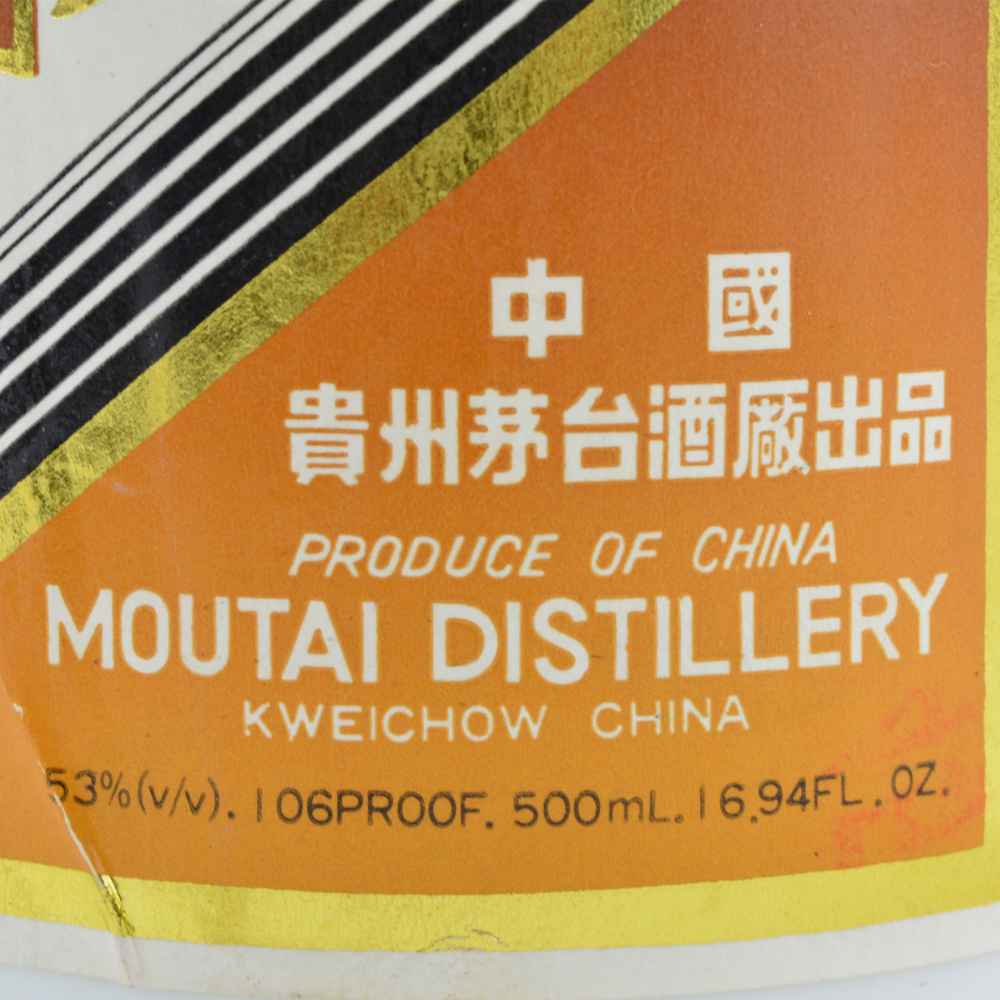 中國
貴州茅台酒廠出品
PRODUCE OF CHINA
MOUTAI DISTILLERY
KWEICHOW CHINA
53%(v/v). 106PROOF. 500mL. 16.94FL. OZ.